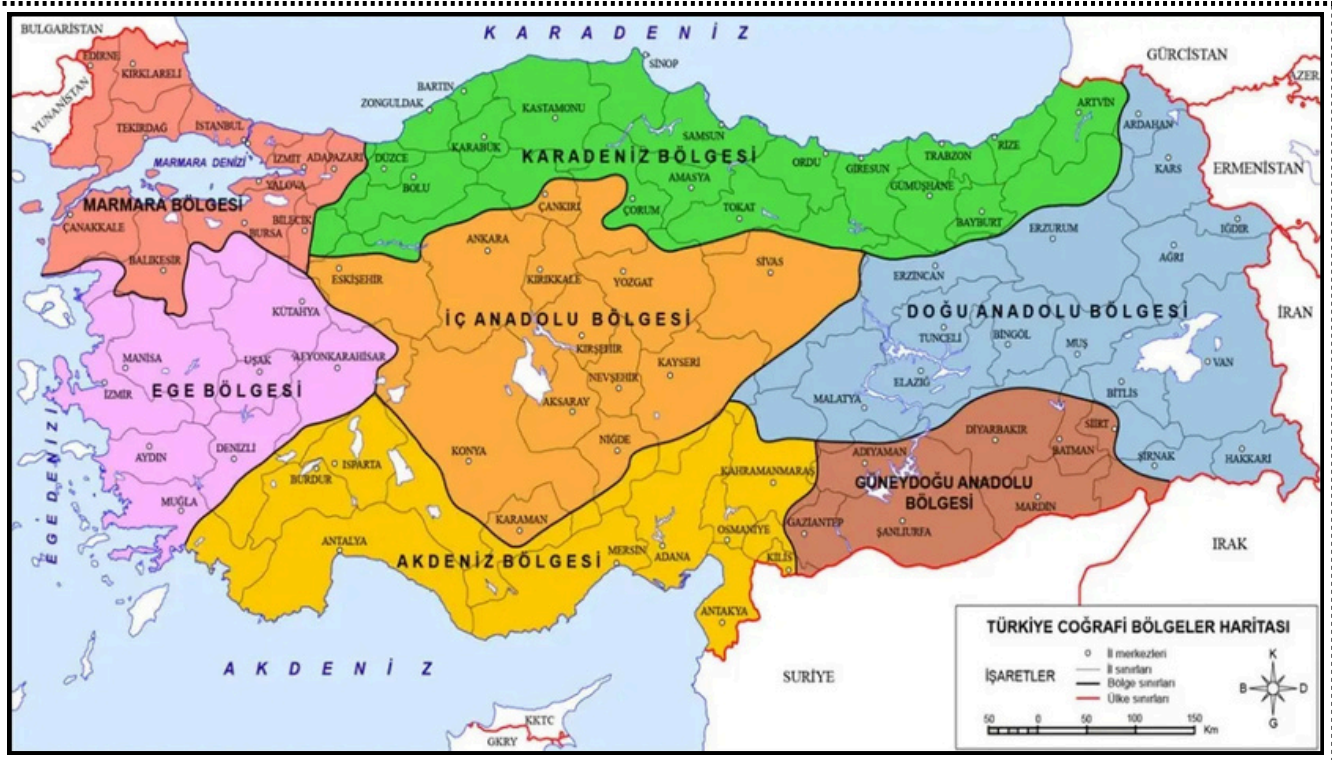 BULGARİSTAN
KARADENİZ
GÜRCİSTAN
EDİRNE
KIRKLARELİ
SİNOP
AZER
YUNANİSTAN
BARTIN
ZONGULDAK
KASTAMONU
ARTVİN
ARDAHAN
TEKİRDAĞ
İSTANBUL
SAMSUN
KARABÜK
KARADENİZ BÖLGESİ
TRABZON
RİZE
MARMARA DENİZİ
İZMİT
ADAPAZARI
DÜZCE
ORDU
GİRESUN
KARS
ERMENİSTAN
YALOVA
BOLU
AMASYA
GÜMÜŞHANE
MARMARA BÖLGESİ
ÇANKIRI
ÇORUM
TOKAT
BAYBURT
ÇANAKKALE
BURSA
BİLECİK
ERZURUM
IĞDIR
ANKARA
BALIKESİR
ESKİŞEHİR
KIRIKKALE
YOZGAT
SİVAS
ERZİNCAN
AĞRI
KÜTAHYA
İÇ ANADOLU BÖLGESİ
DOĞU ANADOLU BÖLGESİ
İRAN
TUNCELİ
BİNGÖL
MUŞ
VAN
MANİSA
UŞAK
AFYONKARAHİSAR
KIRŞEHİR
KAYSERİ
NEVŞEHİR
ELAZIĞ
BİTLİS
İZMİR
EGE BÖLGESİ
AKSARAY
MALATYA
EGE DENİZİ
AYDIN
DENİZLİ
KONYA
NİĞDE
DİYARBAKIR
SİİRT
BATMAN
ŞIRNAK
HAKKARİ
BURDUR
ISPARTA
KAHRAMANMARAŞ
ADIYAMAN
GÜNEYDOĞU ANADOLU
BÖLGESİ
MUĞLA
MARDİN
KARAMAN
OSMANİYE
GAZİANTEP
ŞANLIURFA
ANTALYA
AKDENİZ BÖLGESİ
MERSİN
ADANA
KİLİS
IRAK
ANTAKYA
AKDENİZ
SURİYE
KKTC
GKRY
TÜRKİYE COĞRAFİ BÖLGELER HARİTASI
İŞARETLER
İl merkezleri
İl sınırları
Bölge sınırları
Ülke sınırları
K
B
D
G
50 0 50 100 150
Km